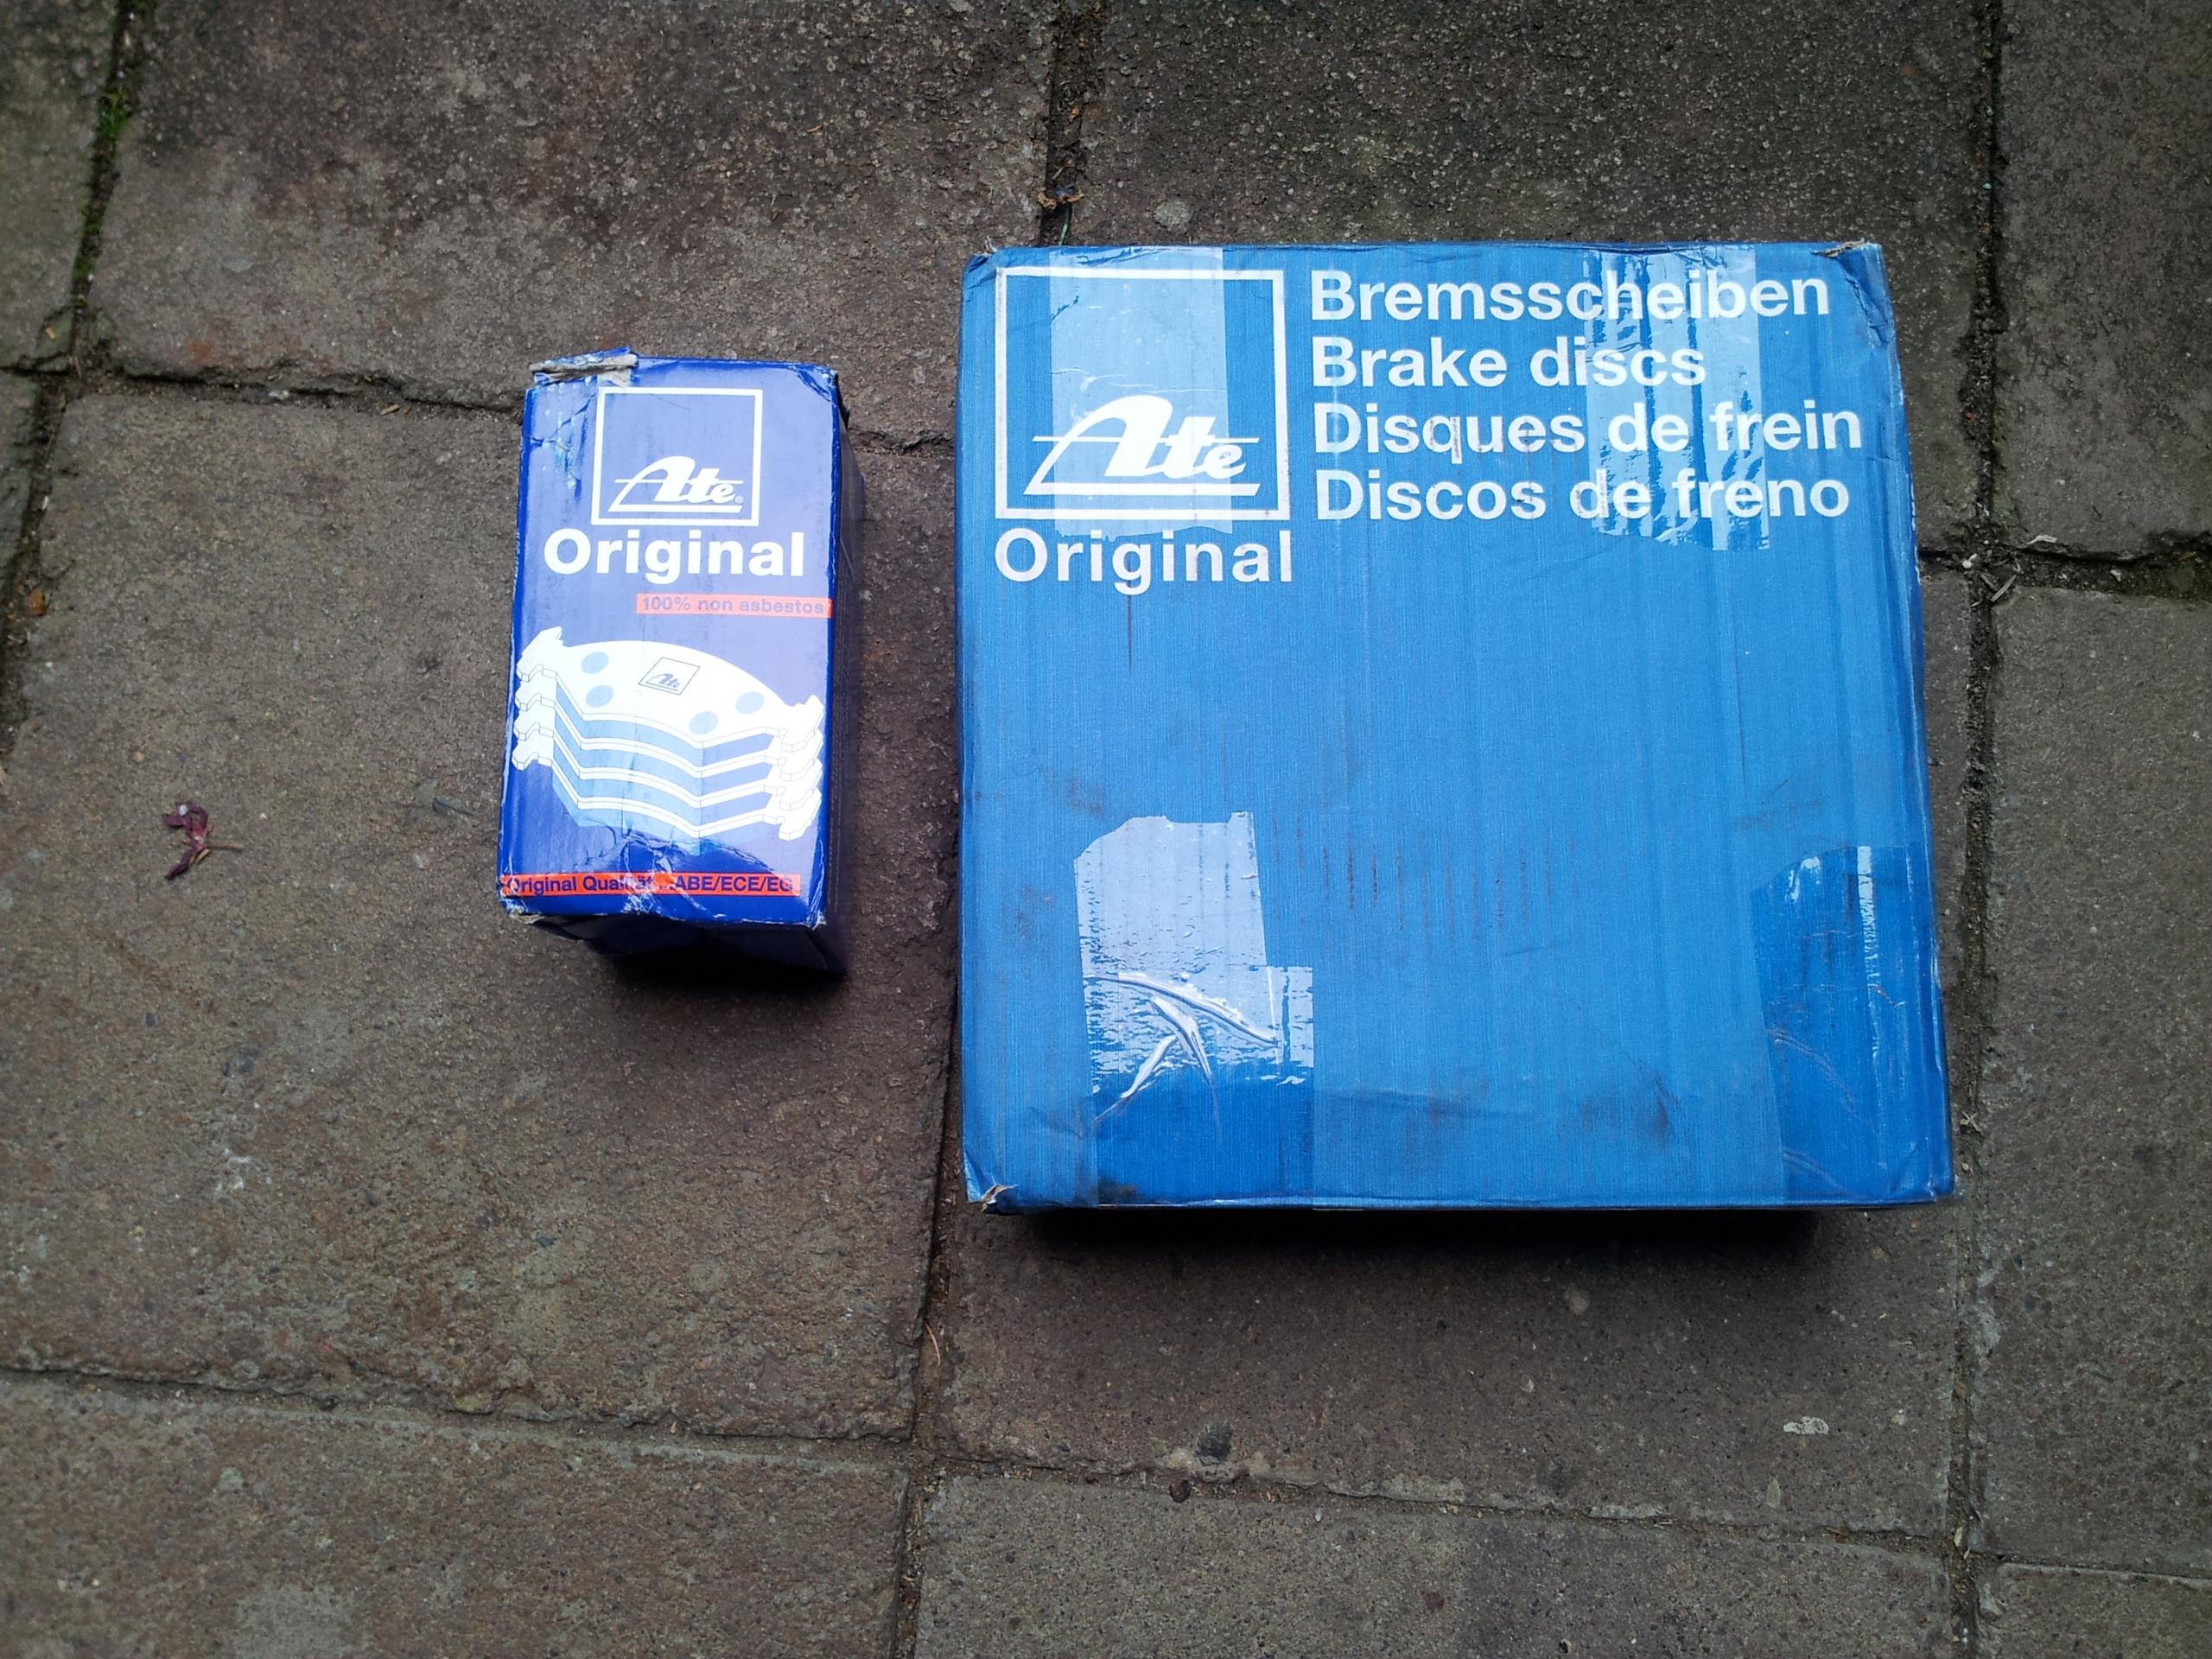 Ate
Original
100% non asbestos
Ate
Original Qualität - ABE/ECE/EG
Ate
Original
Bremsscheiben
Brake discs
Disques de frein
Discos de freno